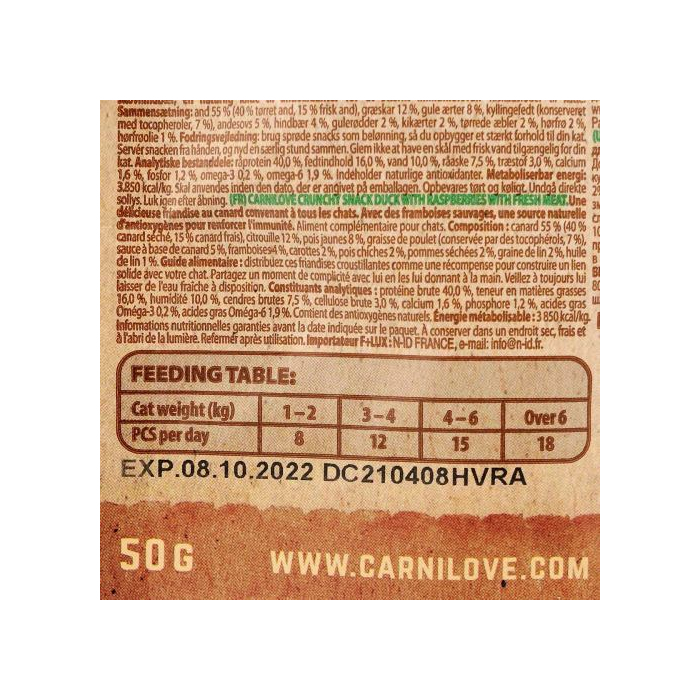 Sammensætning: and 55 % (40 % tørret and, 15 % frisk and), græskar 12 %, gule ærter 8 %, kyllingefedt (konserveret
med tocopheroler, 7 %), andesovs 5 %, hindbær 4 %, gulerødder 2 %, kikærter 2 %, tørrede æbler 2 %, hørfrø 2 %,
hørfrøolie 1 %. Fodringsvejledning: brug sprøde snacks som belønning, så du opbygger et stærkt forhold til din kat.
Servér snacken fra hånden, og nyd en særlig stund sammen. Glem ikke at have en skål med frisk vand tilgængelig for din
kat. Analytiske bestanddele: råprotein 40,0 %, fedtindhold 16,0 %, vand 10,0 %, råaske 7,5 %, træstof 3,0 %, calcium
1,6 %, fosfor 1,2 %, omega-3 0,2 %, omega-6 1,9 %. Indeholder naturlige antioxidanter. Metaboliserbar energi:
3.850 kcal/kg. Skal anvendes inden den dato, der er angivet på emballagen. Opbevares tørt og køligt. Undgå direkte
sollys. Luk igen efter åbning. (FR) CARNILOVE CRUNCHY SNACK DUCK WITH RASPBERRIES WITH FRESH MEAT. Une
délicieuse friandise au canard convenant à tous les chats. Avec des framboises sauvages, une source naturelle
d'antioxygènes pour renforcer l'immunité. Aliment complémentaire pour chats. Composition : canard 55 % (40 %
canard séché, 15 % canard frais), citrouille 12 %, pois jaunes 8 %, graisse de poulet (conservée par des tocophérols, 7 %),
sauce à base de canard 5 %, framboises 4 %, carottes 2 %, pois chiches 2 %, pommes séchées 2 %, graine de lin 2 %, huile
de lin 1 %. Guide alimentaire : distribuez ces friandises croustillantes comme une récompense pour construire un lien
solide avec votre chat. Partagez un moment de complicité avec lui en les lui donnant à la main. Veillez à toujours lui
laisser de l'eau fraîche à disposition. Constituants analytiques : protéine brute 40,0 %, teneur en matières grasses
16,0 %, humidité 10,0 %, cendres brutes 7,5 %, cellulose brute 3,0 %, calcium 1,6 %, phosphore 1,2 %, acides gras
Oméga-3 0,2 %, acides gras Oméga-6 1,9 %. Contient des antioxygènes naturels. Énergie métabolisable : 3 850 kcal/kg.
Informations nutritionnelles garanties avant la date indiquée sur le paquet. À conserver dans un endroit sec, frais et
à l'abri de la lumière. Refermer après utilisation. Importateur F+LUX : N-ID FRANCE, e-mail: info@n-id.fr.
FEEDING TABLE:
Cat weight (kg) 1–2 3–4 4–6 Over 6
PCS per day 8 12 15 18
EXP.08.10.2022 DC210408HVRA
50 G WWW.CARNILOVE.COM